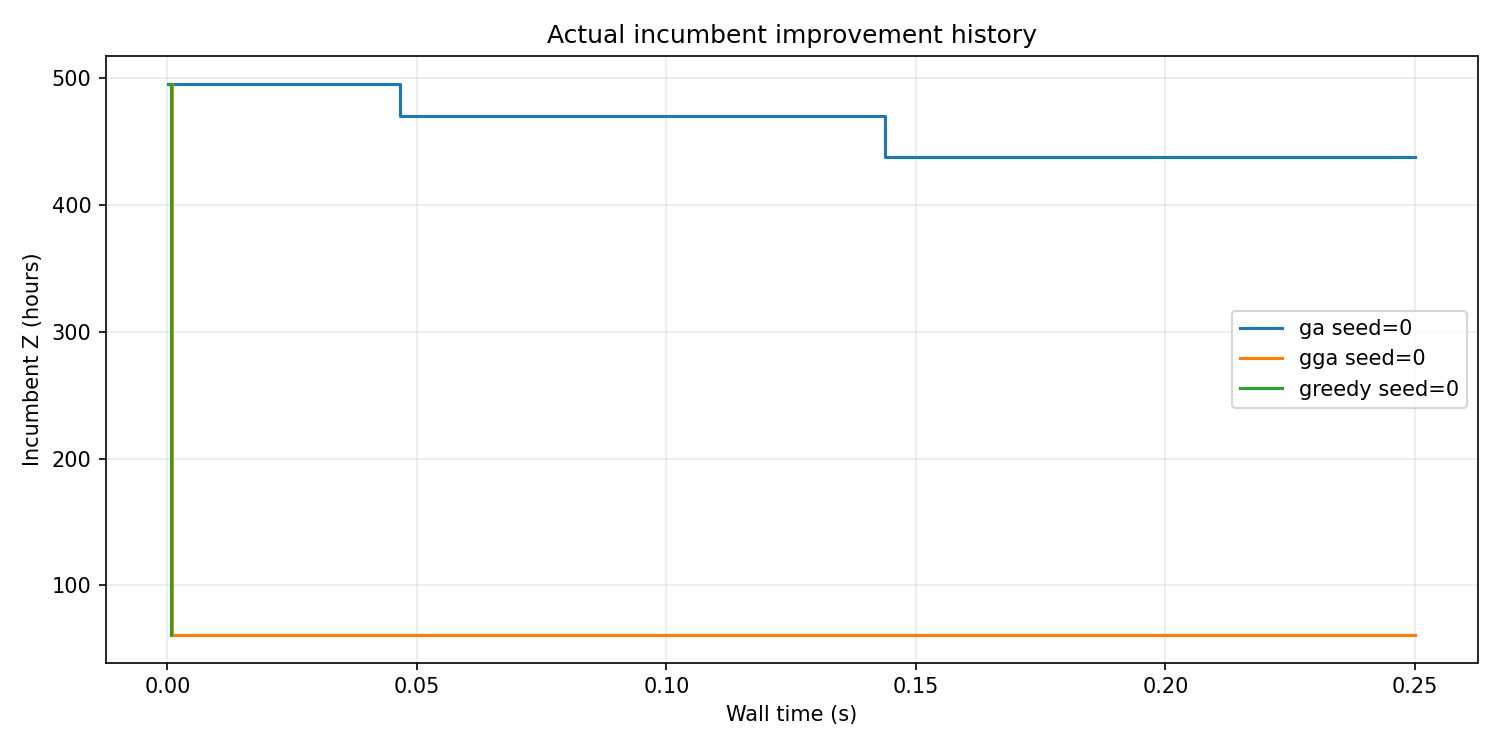 Actual incumbent improvement history
500
400
300
200
100
Incumbent Z (hours)
ga seed=0
gga seed=0
greedy seed=0
0.00 0.05 0.10 0.15 0.20 0.25
Wall time (s)